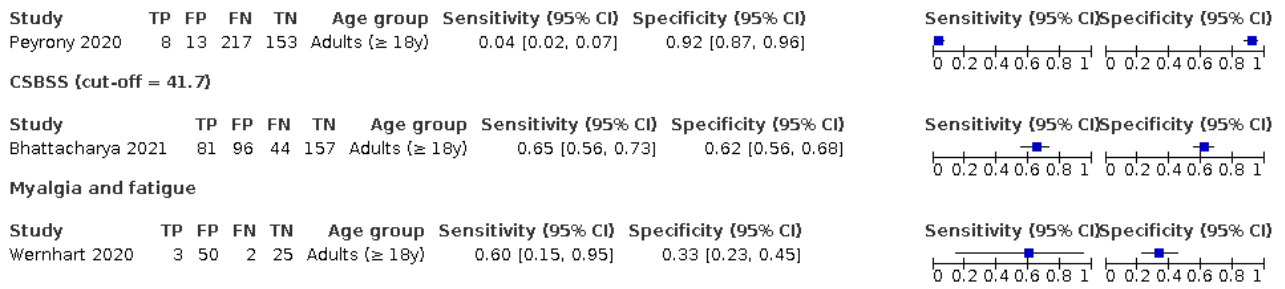 Study TP FP FN TN Age group Sensitivity (95% CI) Specificity (95% CI) Sensitivity (95% CI) Specificity (95% CI)
Peyrony 2020 8 13 217 153 Adults (≥ 18y) 0.04 [0.02, 0.07] 0.92 [0.87, 0.96]
0 0.2 0.4 0.6 0.8 1 0 0.2 0.4 0.6 0.8 1
CSBSS (cut-off = 41.7)
Study TP FP FN TN Age group Sensitivity (95% CI) Specificity (95% CI) Sensitivity (95% CI) Specificity (95% CI)
Bhattacharya 2021 81 96 44 157 Adults (≥ 18y) 0.65 [0.56, 0.73] 0.62 [0.56, 0.68]
0 0.2 0.4 0.6 0.8 1 0 0.2 0.4 0.6 0.8 1
Myalgia and fatigue
Study TP FP FN TN Age group Sensitivity (95% CI) Specificity (95% CI) Sensitivity (95% CI) Specificity (95% CI)
Wernhart 2020 3 50 2 25 Adults (≥ 18y) 0.60 [0.15, 0.95] 0.33 [0.23, 0.45]
0 0.2 0.4 0.6 0.8 1 0 0.2 0.4 0.6 0.8 1